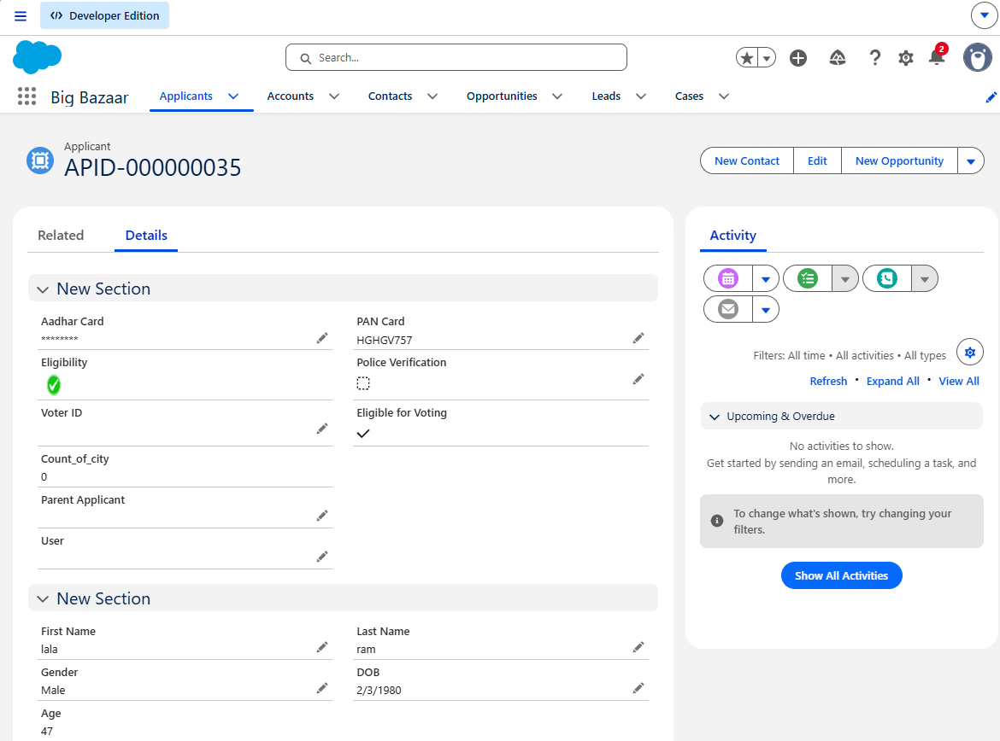 Developer Edition
Search...
2
Big Bazaar
Applicants
Accounts
Contacts
Opportunities
Leads
Cases
Applicant
APID-000000035
New Contact
Edit
New Opportunity
Related
Details
New Section
Aadhar Card
********
PAN Card
HGHGV757
Eligibility
Police Verification
Voter ID
Eligible for Voting
Count_of_city
0
Parent Applicant
User
New Section
First Name
lala
Last Name
ram
Gender
Male
DOB
2/3/1980
Age
47
Activity
Filters: All time • All activities • All types
Refresh • Expand All • View All
Upcoming & Overdue
No activities to show.
Get started by sending an email, scheduling a task, and
more.
To change what's shown, try changing your
filters.
Show All Activities